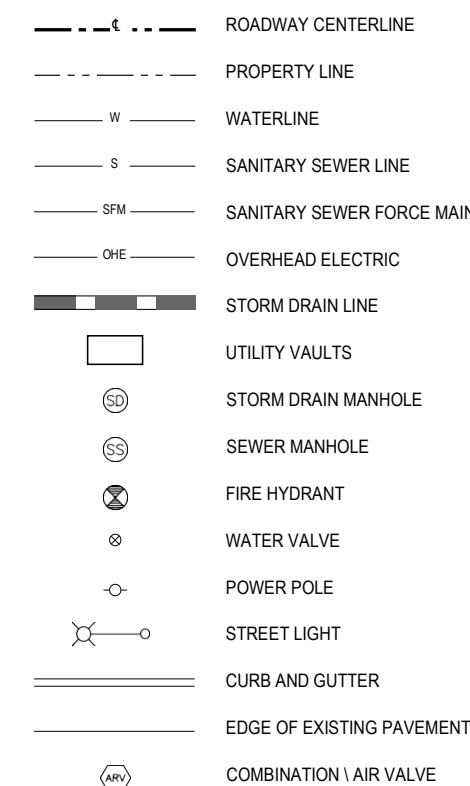 ℄ ROADWAY CENTERLINE
PROPERTY LINE
W WATERLINE
S SANITARY SEWER LINE
SFM SANITARY SEWER FORCE MAIN
OHE OVERHEAD ELECTRIC
STORM DRAIN LINE
UTILITY VAULTS
SD STORM DRAIN MANHOLE
SS SEWER MANHOLE
FIRE HYDRANT
WATER VALVE
POWER POLE
STREET LIGHT
CURB AND GUTTER
EDGE OF EXISTING PAVEMENT
ARV COMBINATION \ AIR VALVE